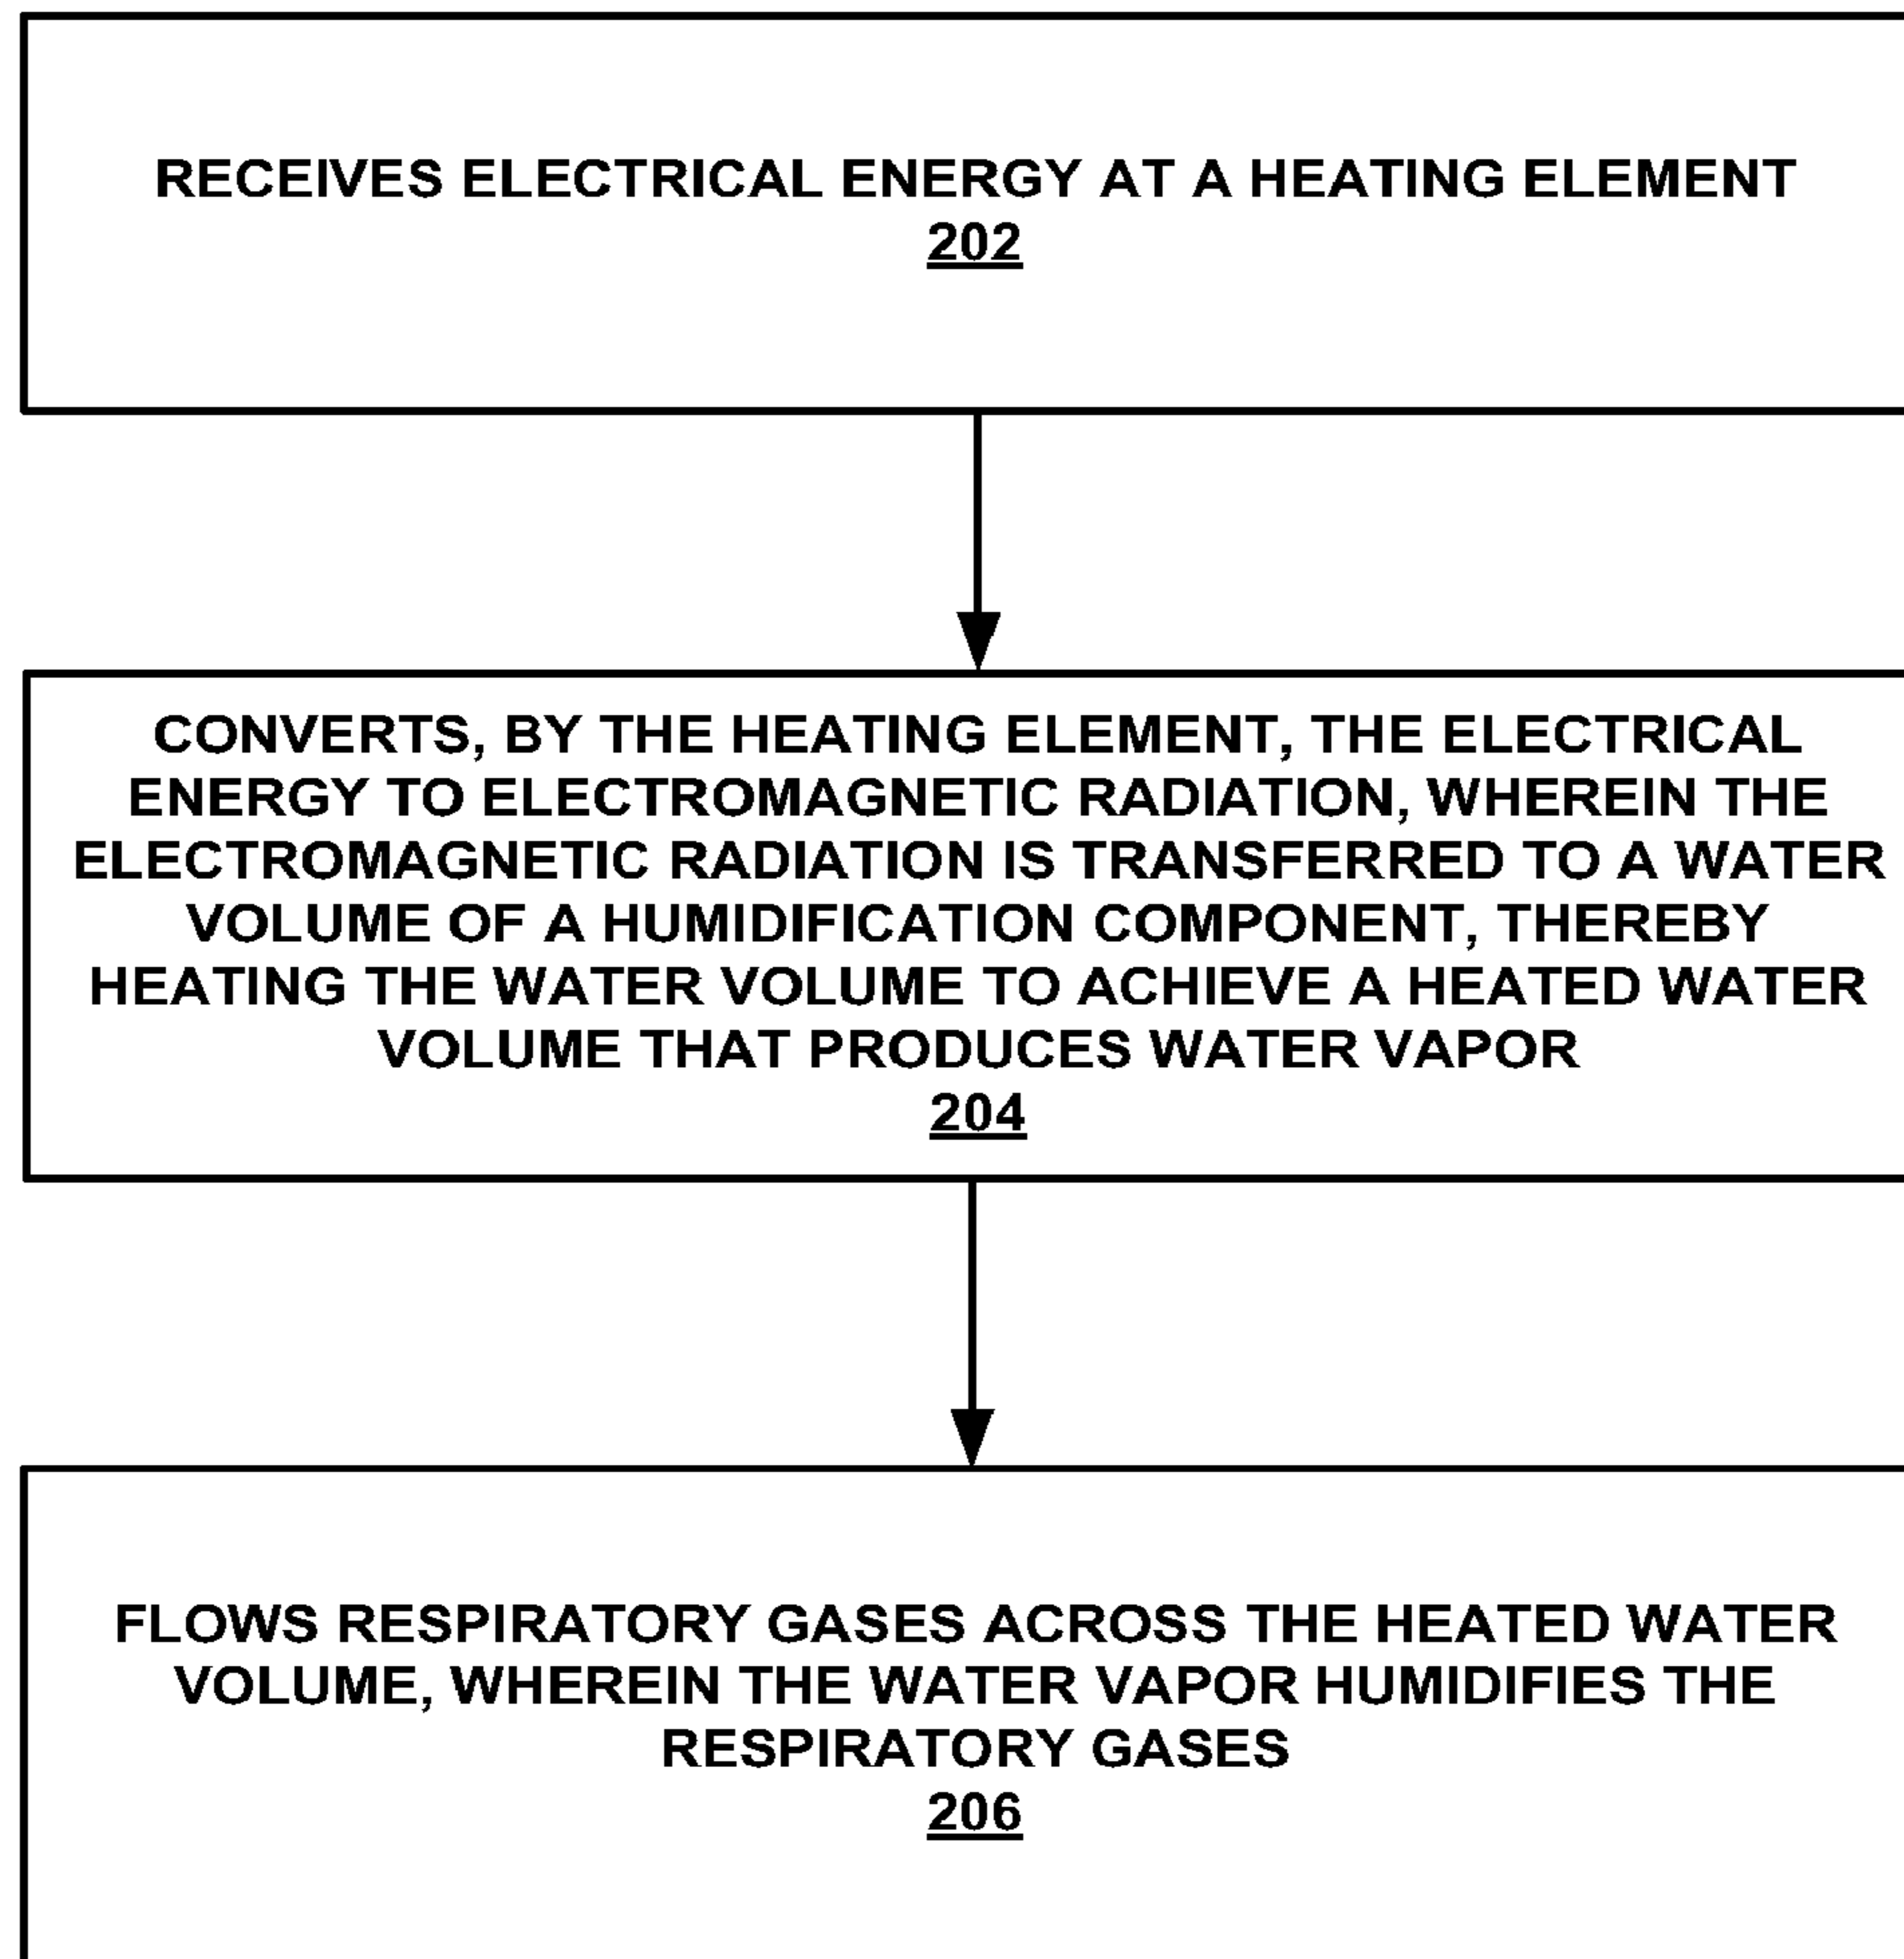 RECEIVES ELECTRICAL ENERGY AT A HEATING ELEMENT
202
CONVERTS, BY THE HEATING ELEMENT, THE ELECTRICAL
ENERGY TO ELECTROMAGNETIC RADIATION, WHEREIN THE
ELECTROMAGNETIC RADIATION IS TRANSFERRED TO A WATER
VOLUME OF A HUMIDIFICATION COMPONENT, THEREBY
HEATING THE WATER VOLUME TO ACHIEVE A HEATED WATER
VOLUME THAT PRODUCES WATER VAPOR
204
FLOWS RESPIRATORY GASES ACROSS THE HEATED WATER
VOLUME, WHEREIN THE WATER VAPOR HUMIDIFIES THE
RESPIRATORY GASES
206